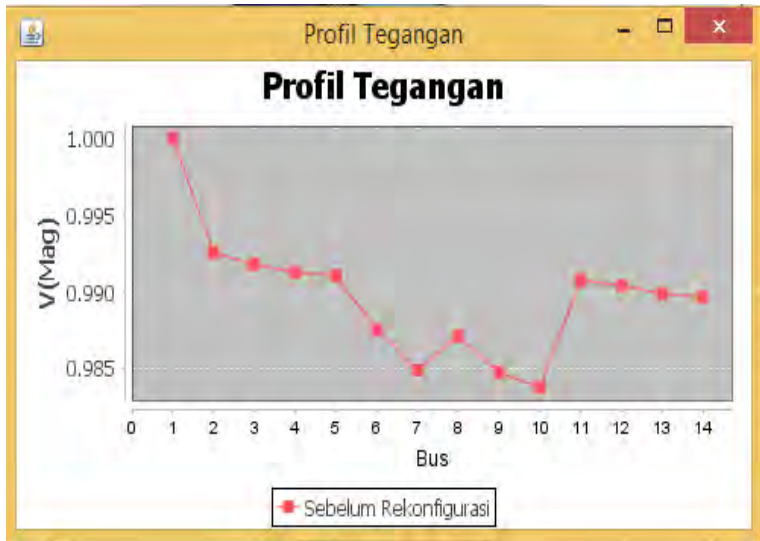 Profil Tegangan
Profil Tegangan
1.000
0.995
0.990
0.985
V(Mag)
0 1 2 3 4 5 6 7 8 9 10 11 12 13 14
Bus
Sebelum Rekonfigurasi